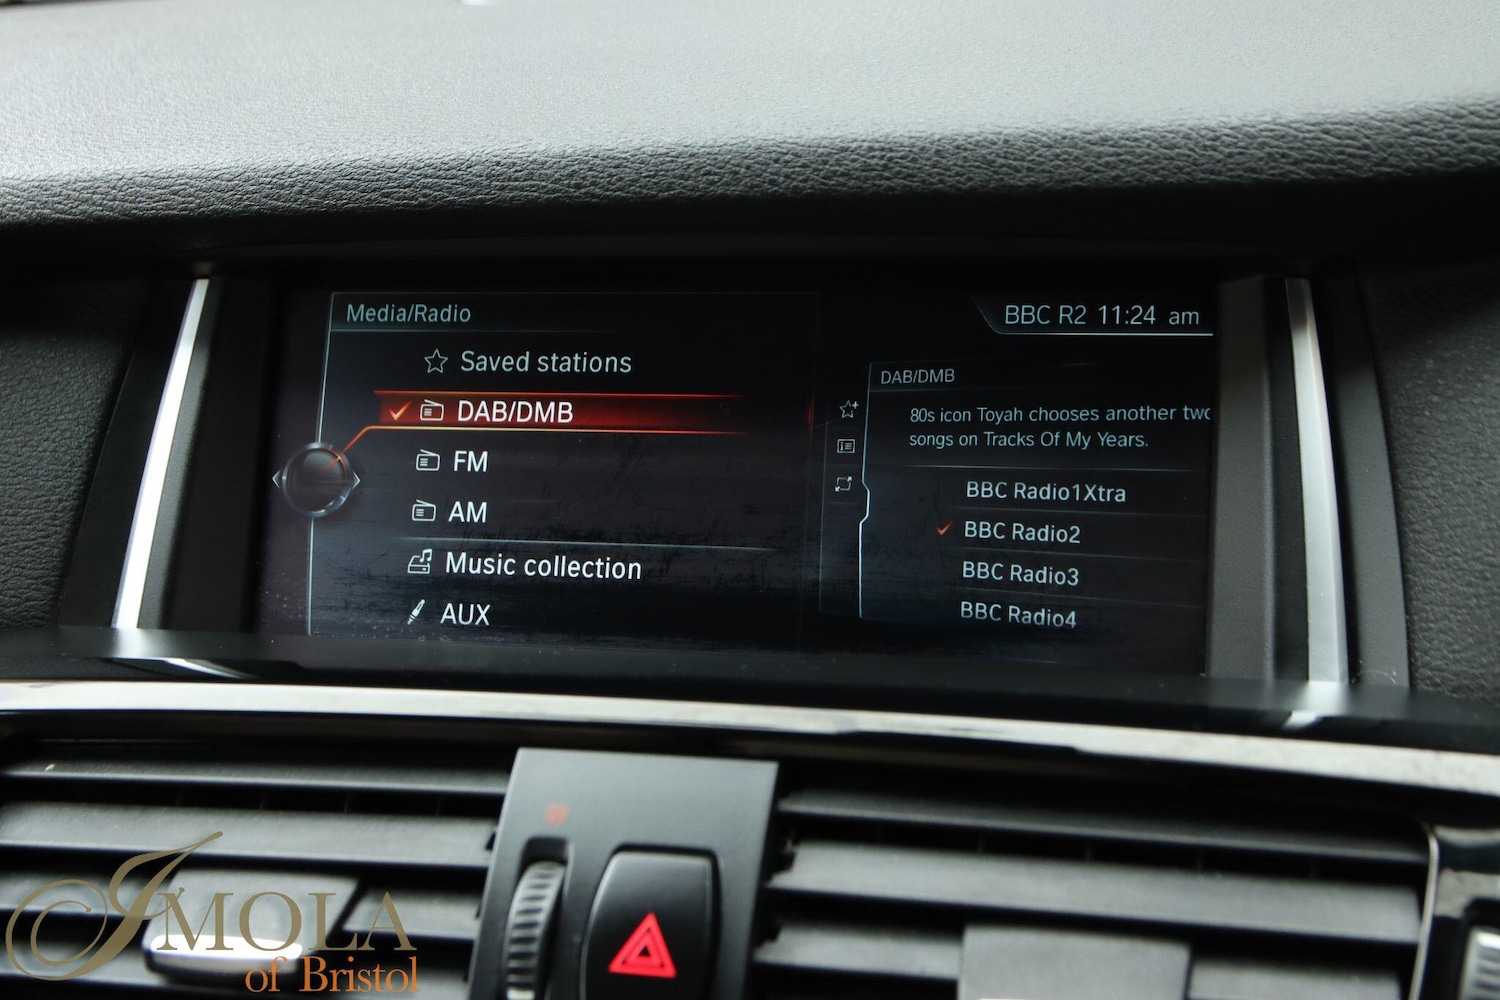 Media/Radio
BBC R2 11:24 am
Saved stations
DAB/DMB
FM
AM
Music collection
AUX
DAB/DMB
80s icon Toyah chooses another two
songs on Tracks Of My Years.
BBC Radio1Xtra
BBC Radio2
BBC Radio3
BBC Radio4
IMOLA
of Bristol